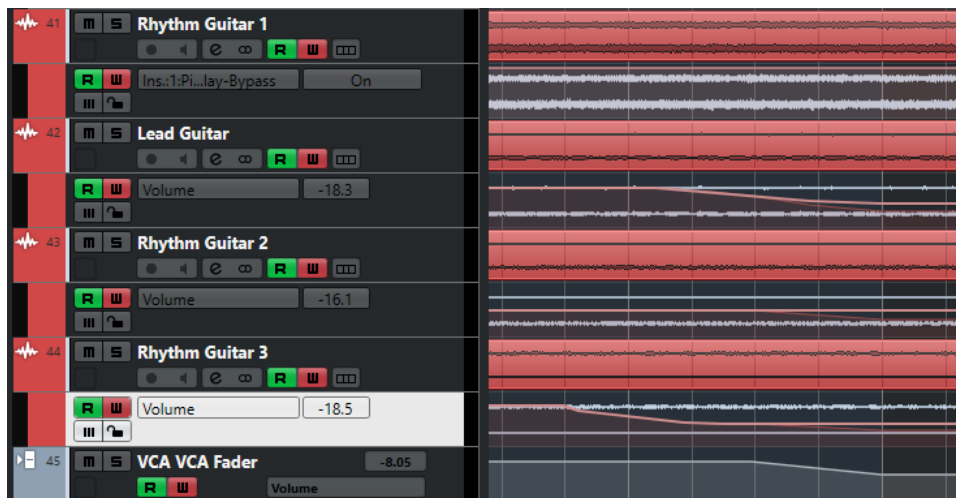 41 m S Rhythm Guitar 1
e R W
R W Ins.:1:Pi...lay-Bypass On
42 m S Lead Guitar
e R W
R W Volume -18.3
43 m S Rhythm Guitar 2
e R W
R W Volume -16.1
44 m S Rhythm Guitar 3
e R W
R W Volume -18.5
45 m S VCA VCA Fader -8.05
R W Volume